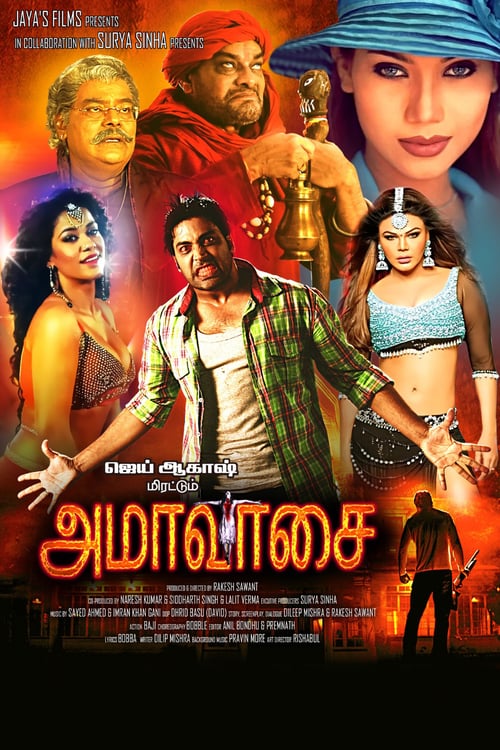 JAYA'S FILMS PRESENTS
IN COLLABORATION WITH SURYA SINHA PRESENTS
ஜெய் ஆகாஷ்
மிரட்டும்
அமாவாசை
PRODUCED & DIRECTED BY RAKESH SAWANT
CO-PRODUCED BY NARESH KUMAR & SIDDHARTH SINGH & LALIT VERMA EXCUTIVE PRODUCERS SURYA SINHA
MUSIC BY SAYED AHMED & IMRAN KHAN GANI DOP DHRID BASU (DAVID) STORY, SCREENPLAY, DIALOGUE DILEEP MISHRA & RAKESH SAWANT
ACTION BAJI CHOREOGRAPHY BOBBLE EDITOR ANIL BONDHU & PREMNATH
LYRICS BOBBA WRITER DILIP MISHRA BACKGROUND MUSIC PRAVIN MORE ART DIRECTOR RISHABUL